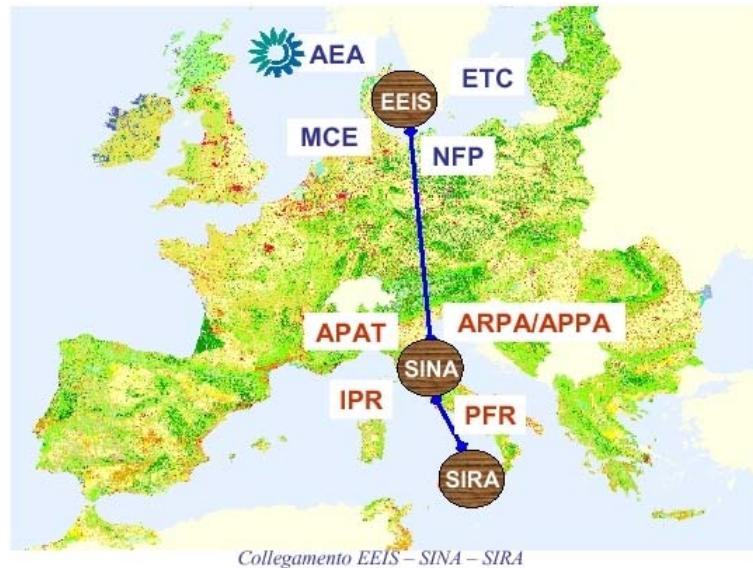 AEA
ETC
EEIS
MCE
NFP
APAT
ARPA/APPA
SINA
IPR
PFR
SIRA
Collegamento EEIS – SINA – SIRA